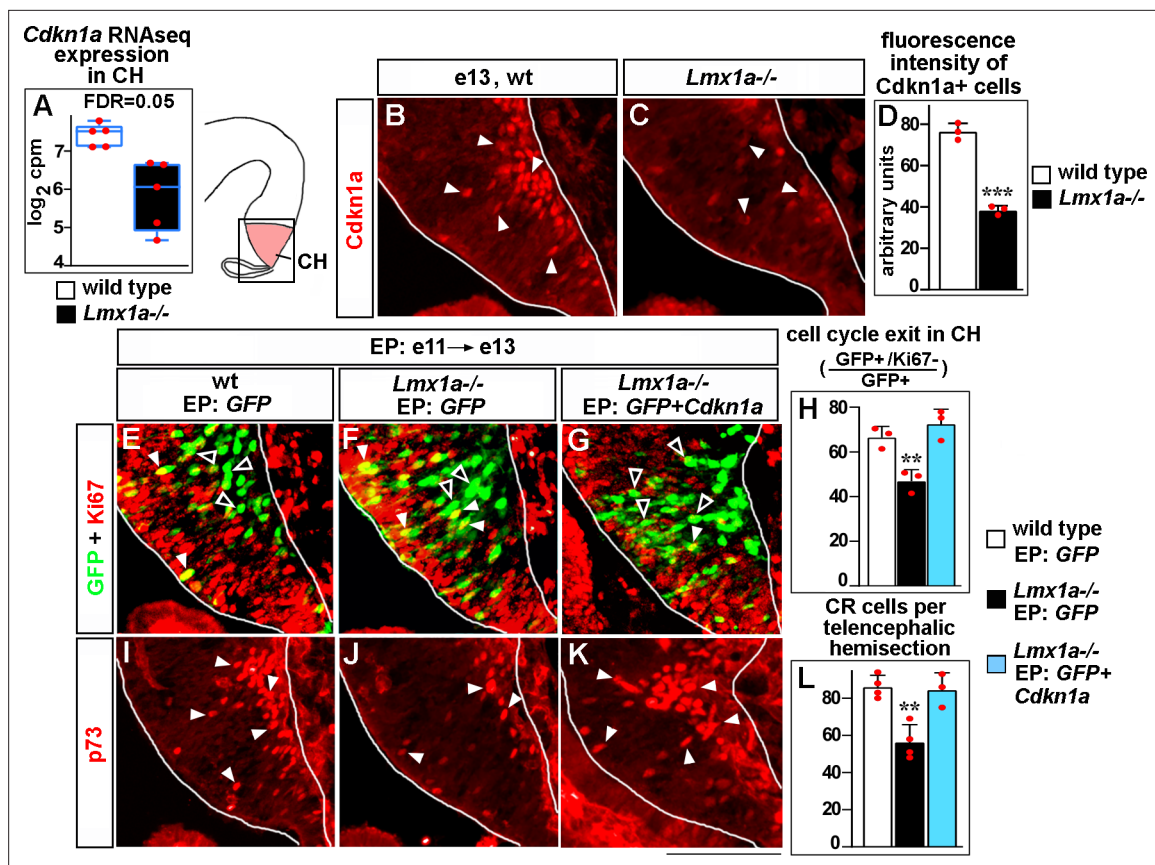 Cdkn1a RNAseq
expression
in CH
A
FDR=0.05
log2 cpm
7
6
5
4
wild type
Lmx1a-/-
CH
e13, wt
Lmx1a-/-
Cdkn1a
B
C
fluorescence
intensity of
Cdkn1a+ cells
D
arbitrary units
80
60
40
20
0
***
wild type
Lmx1a-/-
EP: e11→e13
wt
EP: GFP
Lmx1a-/-
EP: GFP
Lmx1a-/-
EP: GFP+Cdkn1a
GFP + Ki67
E
F
G
cell cycle exit in CH
(GFP+/Ki67-
GFP+)
H
80
60
40
20
0
**
wild type
EP: GFP
Lmx1a-/-
EP: GFP
Lmx1a-/-
EP: GFP+
Cdkn1a
p73
I
J
K
CR cells per
telencephalic
hemisection
L
80
60
40
20
0
**